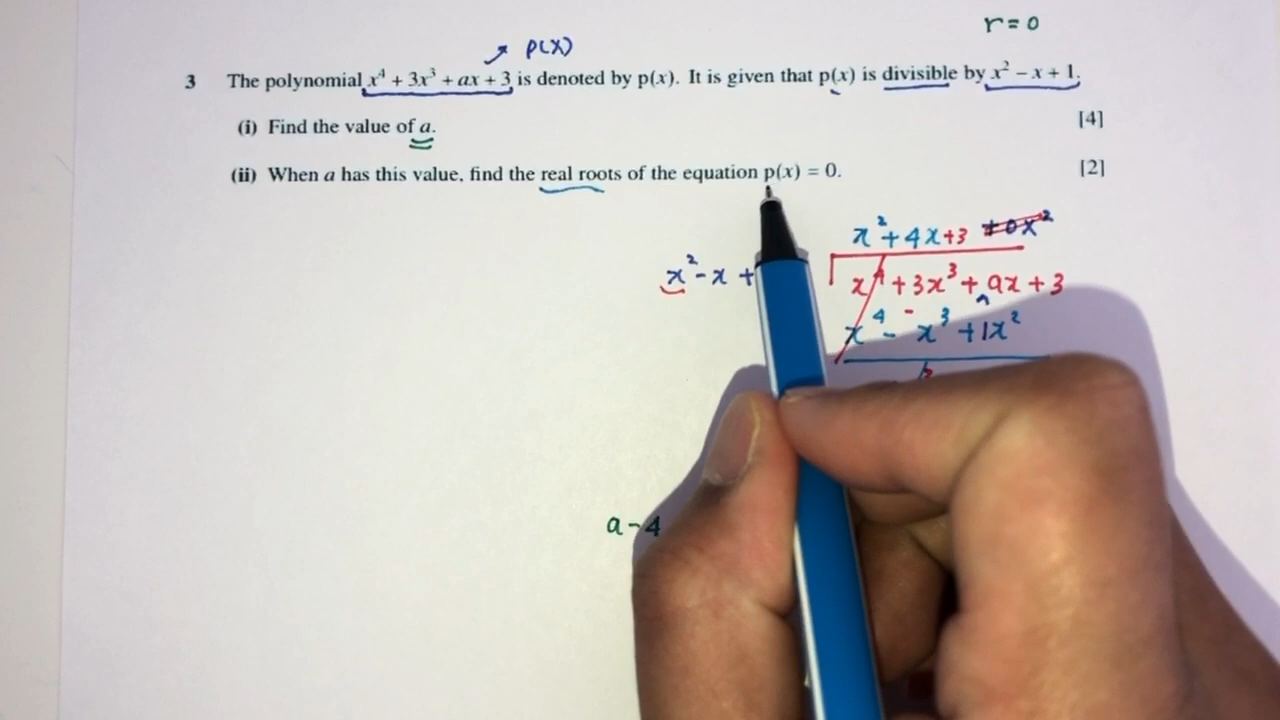 r = 0
p(x)
3 The polynomial x⁴ + 3x³ + ax + 3 is denoted by p(x). It is given that p(x) is divisible by x² − x + 1.
(i) Find the value of a. [4]
(ii) When a has this value, find the real roots of the equation p(x) = 0. [2]
x² + 4x + 3 + 0x²
x² - x + x⁴ + 3x³ + ax + 3
x⁴ - x³ + 1x²
a - 4